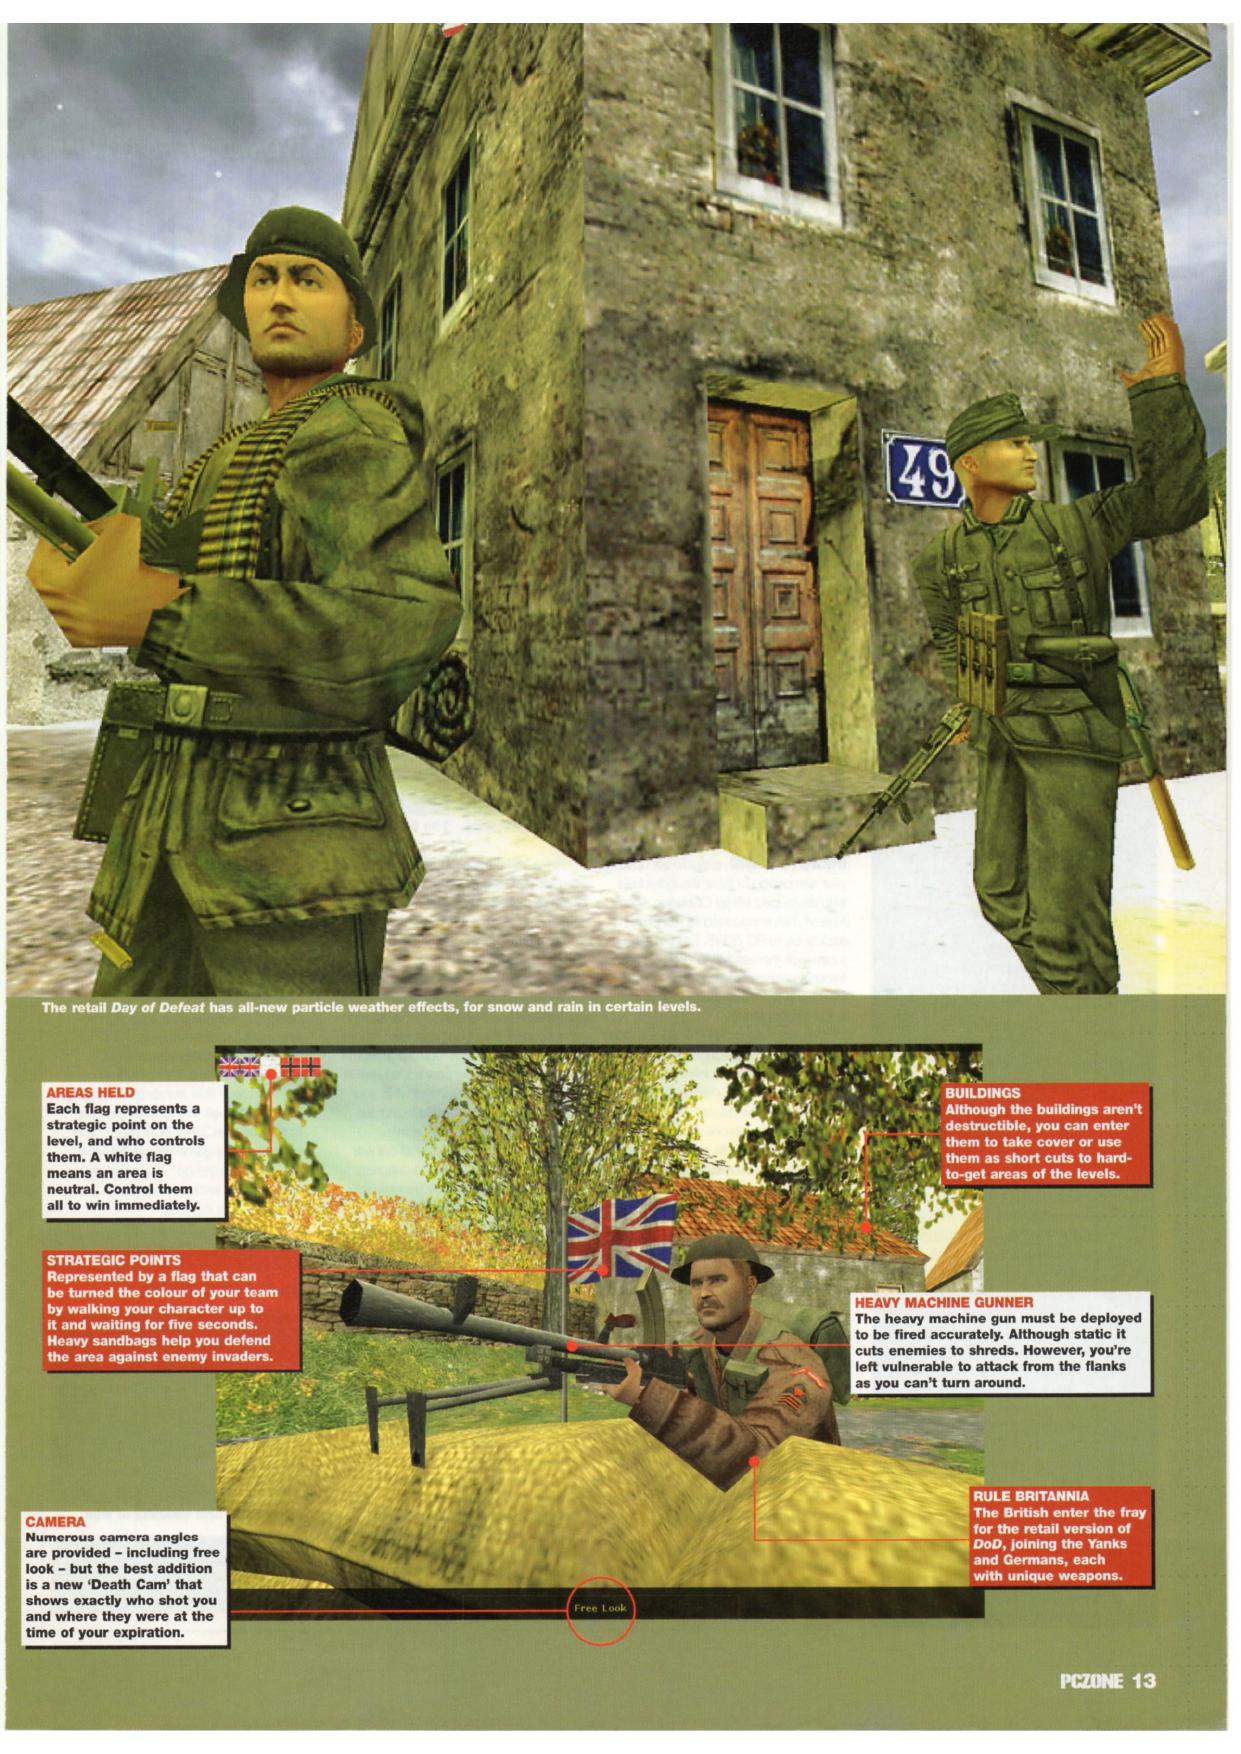 49
The retail Day of Defeat has all-new particle weather effects, for snow and rain in certain levels.
AREAS HELD
Each flag represents a
strategic point on the
level, and who controls
them. A white flag
means an area is
neutral. Control them
all to win immediately.
STRATEGIC POINTS
Represented by a flag that can
be turned the colour of your team
by walking your character up to
it and waiting for five seconds.
Heavy sandbags help you defend
the area against enemy invaders.
CAMERA
Numerous camera angles
are provided – including free
look – but the best addition
is a new ‘Death Cam’ that
shows exactly who shot you
and where they were at the
time of your expiration.
BUILDINGS
Although the buildings aren’t
destructible, you can enter
them to take cover or use
them as short cuts to hard-
to-get areas of the levels.
HEAVY MACHINE GUNNER
The heavy machine gun must be deployed
to be fired accurately. Although static it
cuts enemies to shreds. However, you’re
left vulnerable to attack from the flanks
as you can’t turn around.
RULE BRITANNIA
The British enter the fray
for the retail version of
DoD, joining the Yanks
and Germans, each
with unique weapons.
Free Look
PCZONE 13